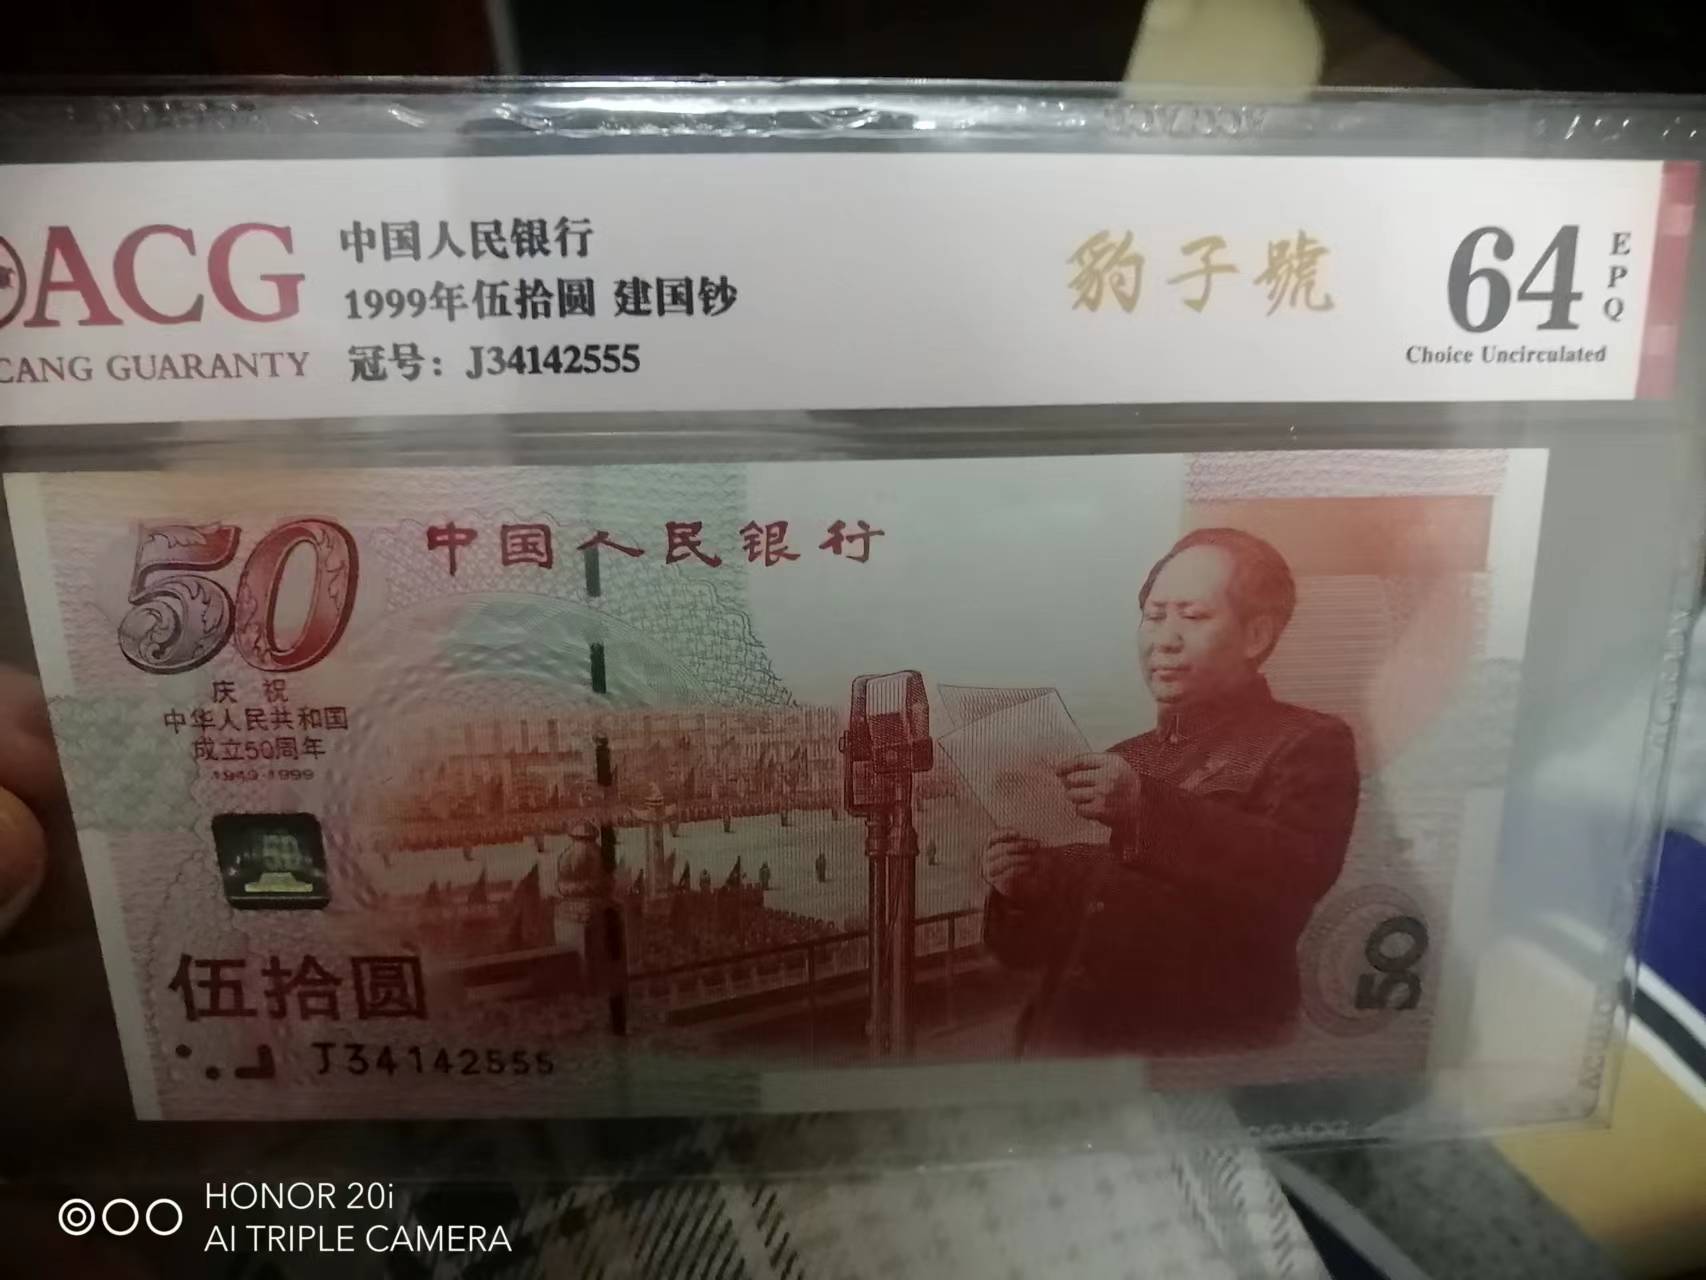 ACG
中国人民银行
1999年伍拾圆 建国钞
冠号：J34142555
CANG GUARANTY
豹子號
64
EPQ
Choice Uncirculated
50
中国人民银行
庆祝
中华人民共和国
成立50周年
1949-1999
伍拾圆
J34142555
50
HONOR 20i
AI TRIPLE CAMERA